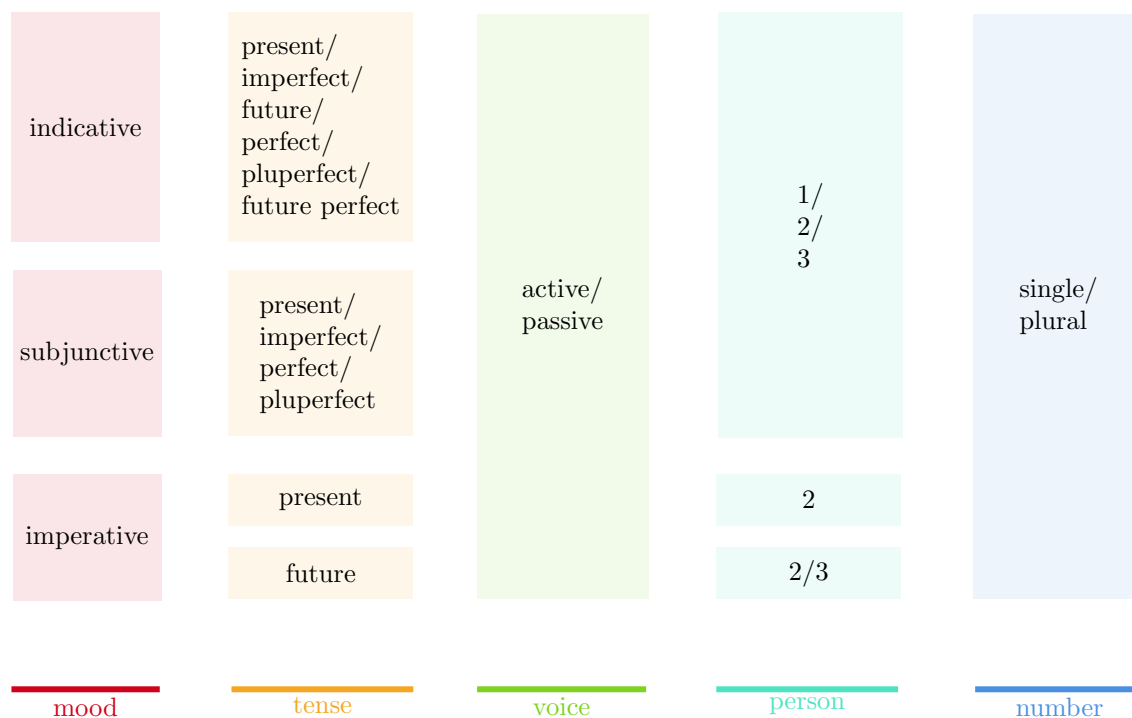 indicative
present/
imperfect/
future/
perfect/
pluperfect/
future perfect
subjunctive
present/
imperfect/
perfect/
pluperfect
imperative
present
future
active/
passive
1/
2/
3
2
2/3
single/
plural
mood
tense
voice
person
number